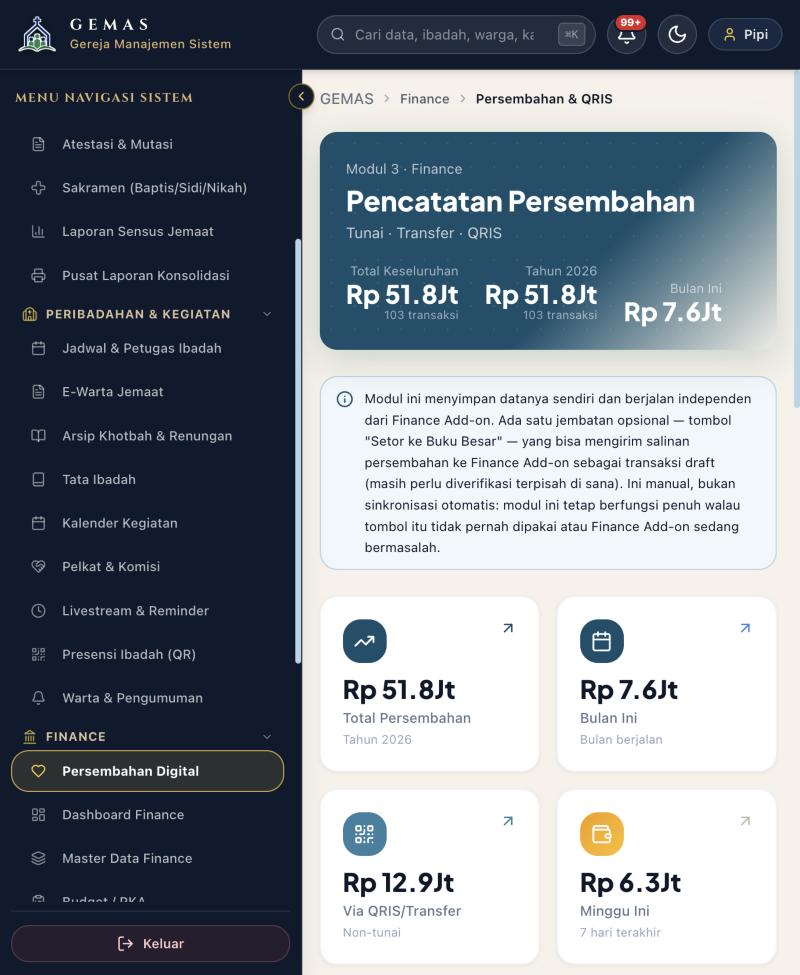 GEMAS
Gereja Manajemen Sistem
Cari data, ibadah, warga, ka
⌘K
99+
Pipi
MENU NAVIGASI SISTEM
Atestasi & Mutasi
Sakramen (Baptis/Sidi/Nikah)
Laporan Sensus Jemaat
Pusat Laporan Konsolidasi
PERIBADAHAN & KEGIATAN
Jadwal & Petugas Ibadah
E-Warta Jemaat
Arsip Khotbah & Renungan
Tata Ibadah
Kalender Kegiatan
Pelkat & Komisi
Livestream & Reminder
Presensi Ibadah (QR)
Warta & Pengumuman
FINANCE
Persembahan Digital
Dashboard Finance
Master Data Finance
Budget / RKA
Keluar
GEMAS > Finance > Persembahan & QRIS
Modul 3 · Finance
Pencatatan Persembahan
Tunai · Transfer · QRIS
Total Keseluruhan
Rp 51.8Jt
103 transaksi
Tahun 2026
Rp 51.8Jt
103 transaksi
Bulan Ini
Rp 7.6Jt
Modul ini menyimpan datanya sendiri dan berjalan independen
dari Finance Add-on. Ada satu jembatan opsional — tombol
"Setor ke Buku Besar" — yang bisa mengirim salinan
persembahan ke Finance Add-on sebagai transaksi draft
(masih perlu diverifikasi terpisah di sana). Ini manual, bukan
sinkronisasi otomatis: modul ini tetap berfungsi penuh walau
tombol itu tidak pernah dipakai atau Finance Add-on sedang
bermasalah.
Rp 51.8Jt
Total Persembahan
Tahun 2026
Rp 7.6Jt
Bulan Ini
Bulan berjalan
Rp 12.9Jt
Via QRIS/Transfer
Non-tunai
Rp 6.3Jt
Minggu Ini
7 hari terakhir